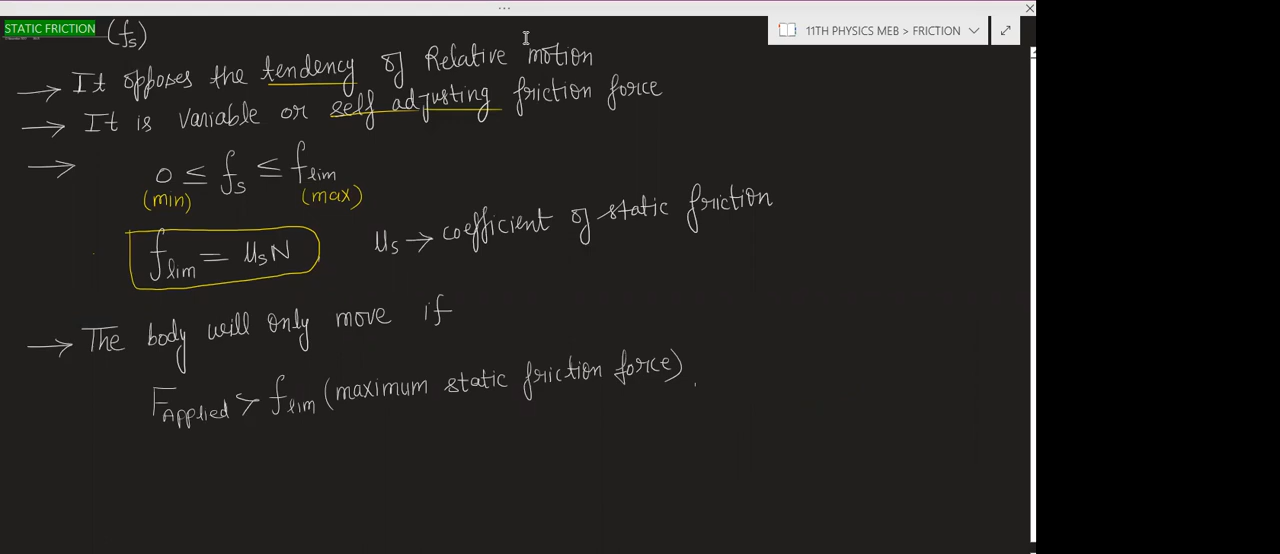 STATIC FRICTION (fs)
11TH PHYSICS MEB > FRICTION
→ It opposes the tendency of Relative motion
→ It is variable or self adjusting friction force
→ 0 ≤ fs ≤ flim
(min) (max)
flim = μsN μs → coefficient of static friction
→ The body will only move if
FApplied > flim (maximum static friction force).